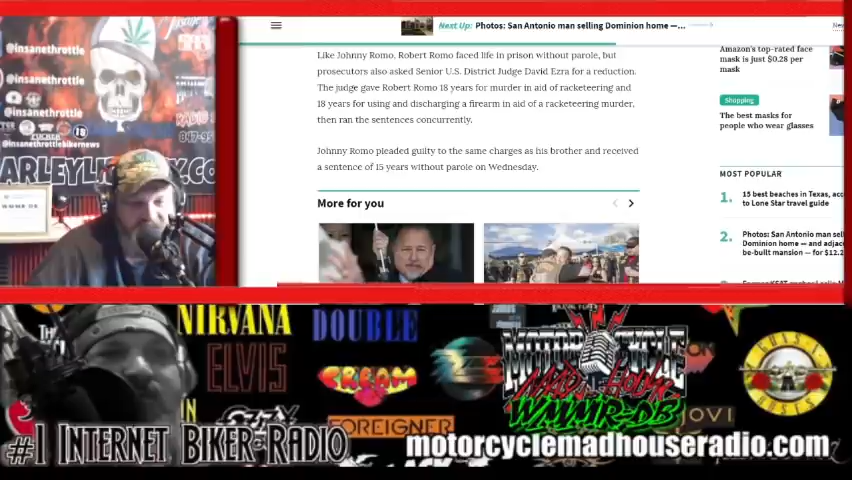 Next Up: Photos: San Antonio man selling Dominion home —...
@insanethrottle
@insanethrottle
@insanethrottlebikernews
Like Johnny Romo, Robert Romo faced life in prison without parole, but
prosecutors also asked Senior U.S. District Judge David Ezra for a reduction.
The judge gave Robert Romo 18 years for murder in aid of racketeering and
18 years for using and discharging a firearm in aid of a racketeering murder,
then ran the sentences concurrently.
Johnny Romo pleaded guilty to the same charges as his brother and received
a sentence of 15 years without parole on Wednesday.
More for you
Amazon's top-rated face
mask is just $0.28 per
mask
Shopping
The best masks for
people who wear glasses
MOST POPULAR
1. 15 best beaches in Texas, acc
to Lone Star travel guide
2. Photos: San Antonio man sell
Dominion home — and adjac
be-built mansion — for $12.2
NIRVANA
DOUBLE
ELVIS
CREAM
FOREIGNER
MOTORCYCLE
MADHOUSE
WMMR-DB
GUNS N'
ROSES
#1 INTERNET BIKER RADIO
motorcyclemadhouseradio.com